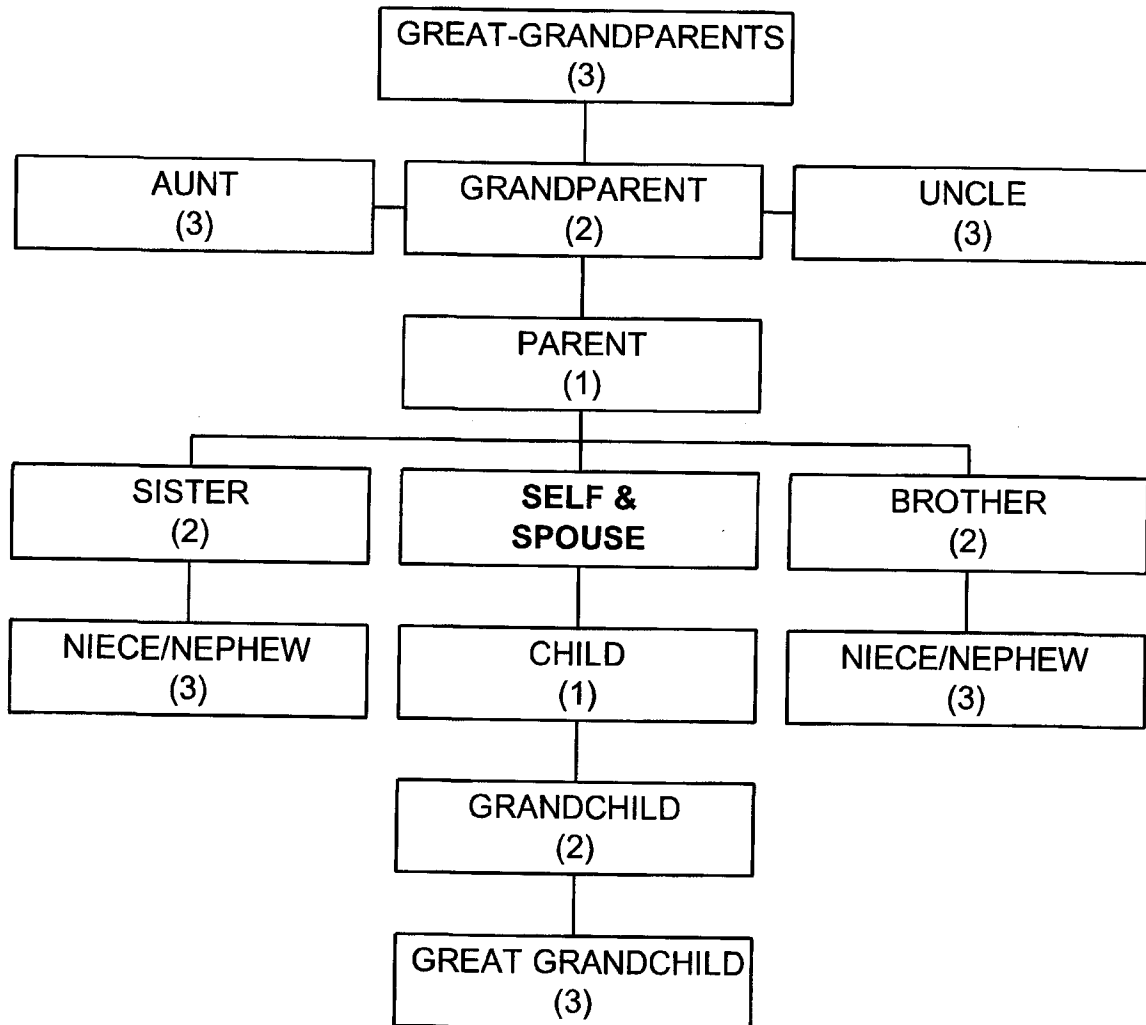 GREAT-GRANDPARENTS
(3)
AUNT
(3)
GRANDPARENT
(2)
UNCLE
(3)
PARENT
(1)
SISTER
(2)
SELF &
SPOUSE
BROTHER
(2)
NIECE/NEPHEW
(3)
CHILD
(1)
NIECE/NEPHEW
(3)
GRANDCHILD
(2)
GREAT GRANDCHILD
(3)